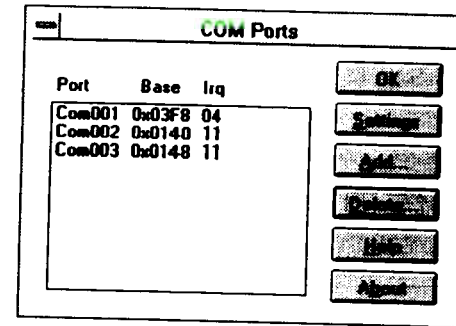 COM Ports
Port Base Irq
Com001 0x03F8 04
Com002 0x0140 11
Com003 0x0148 11
OK
Settings
Add...
Delete...
Help
About